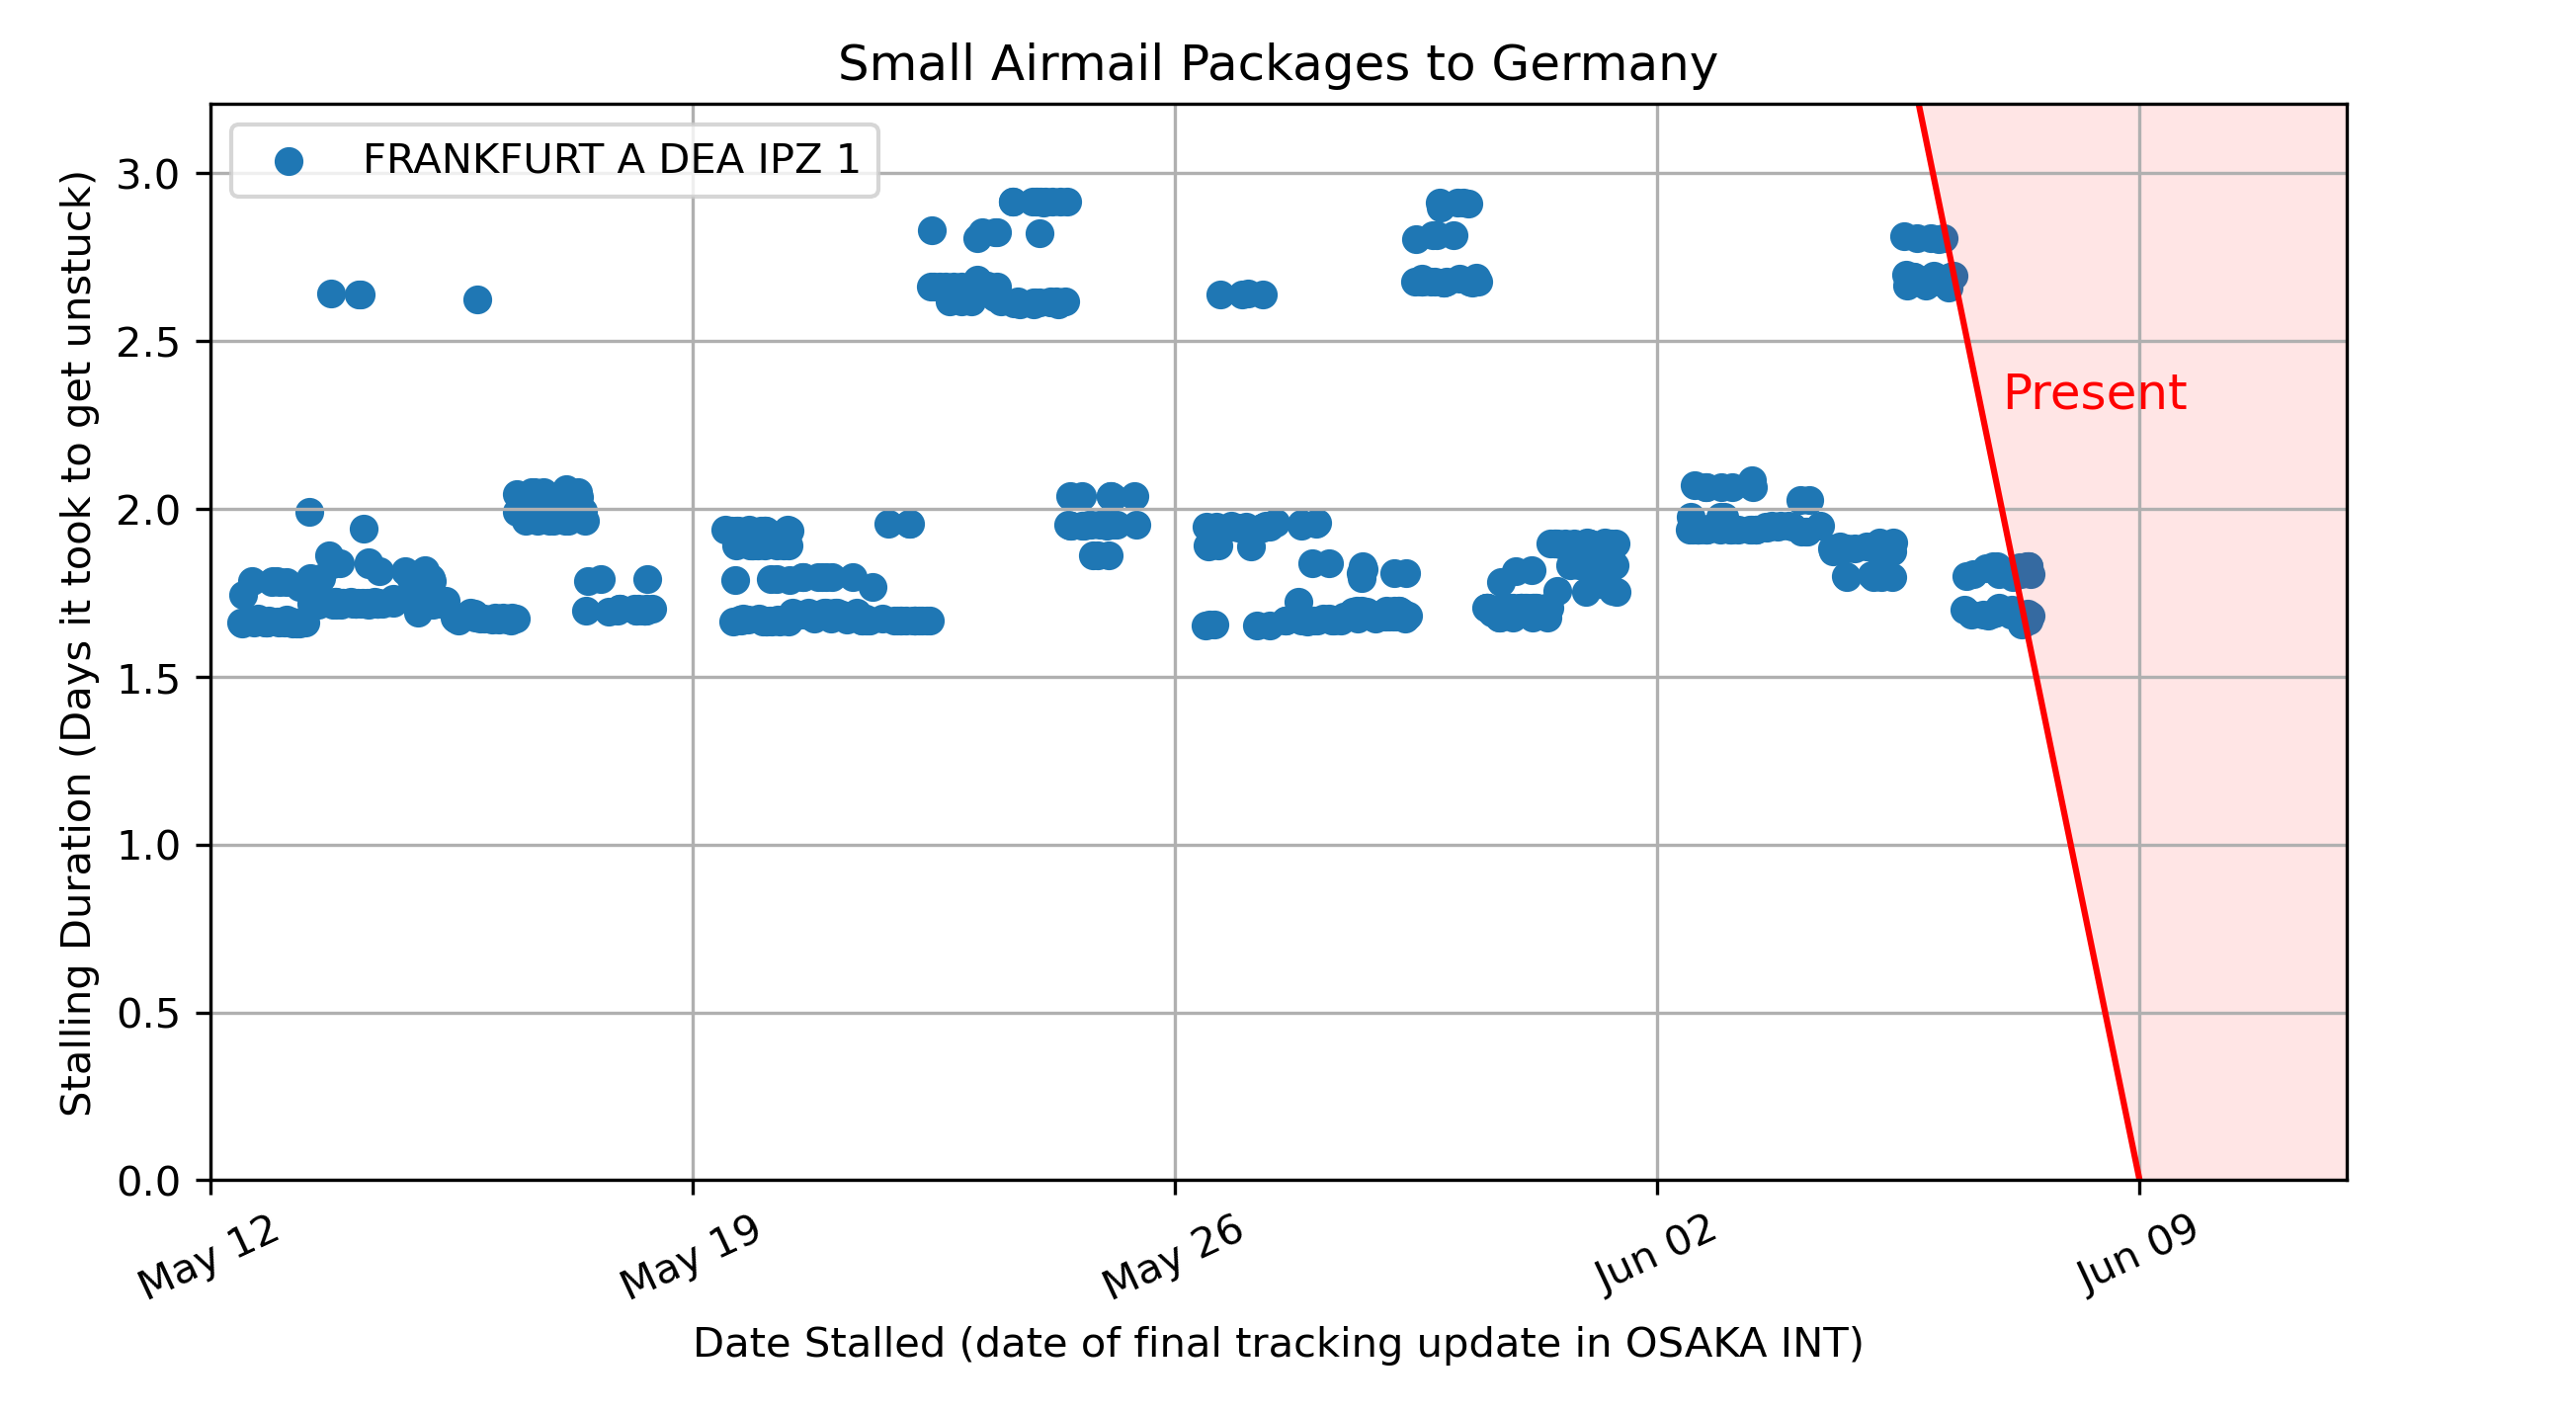 Small Airmail Packages to Germany
FRANKFURT A DEA IPZ 1
Stalling Duration (Days it took to get unstuck)
3.0
2.5
2.0
1.5
1.0
0.5
0.0
Present
May 12
May 19
May 26
Jun 02
Jun 09
Date Stalled (date of final tracking update in OSAKA INT)